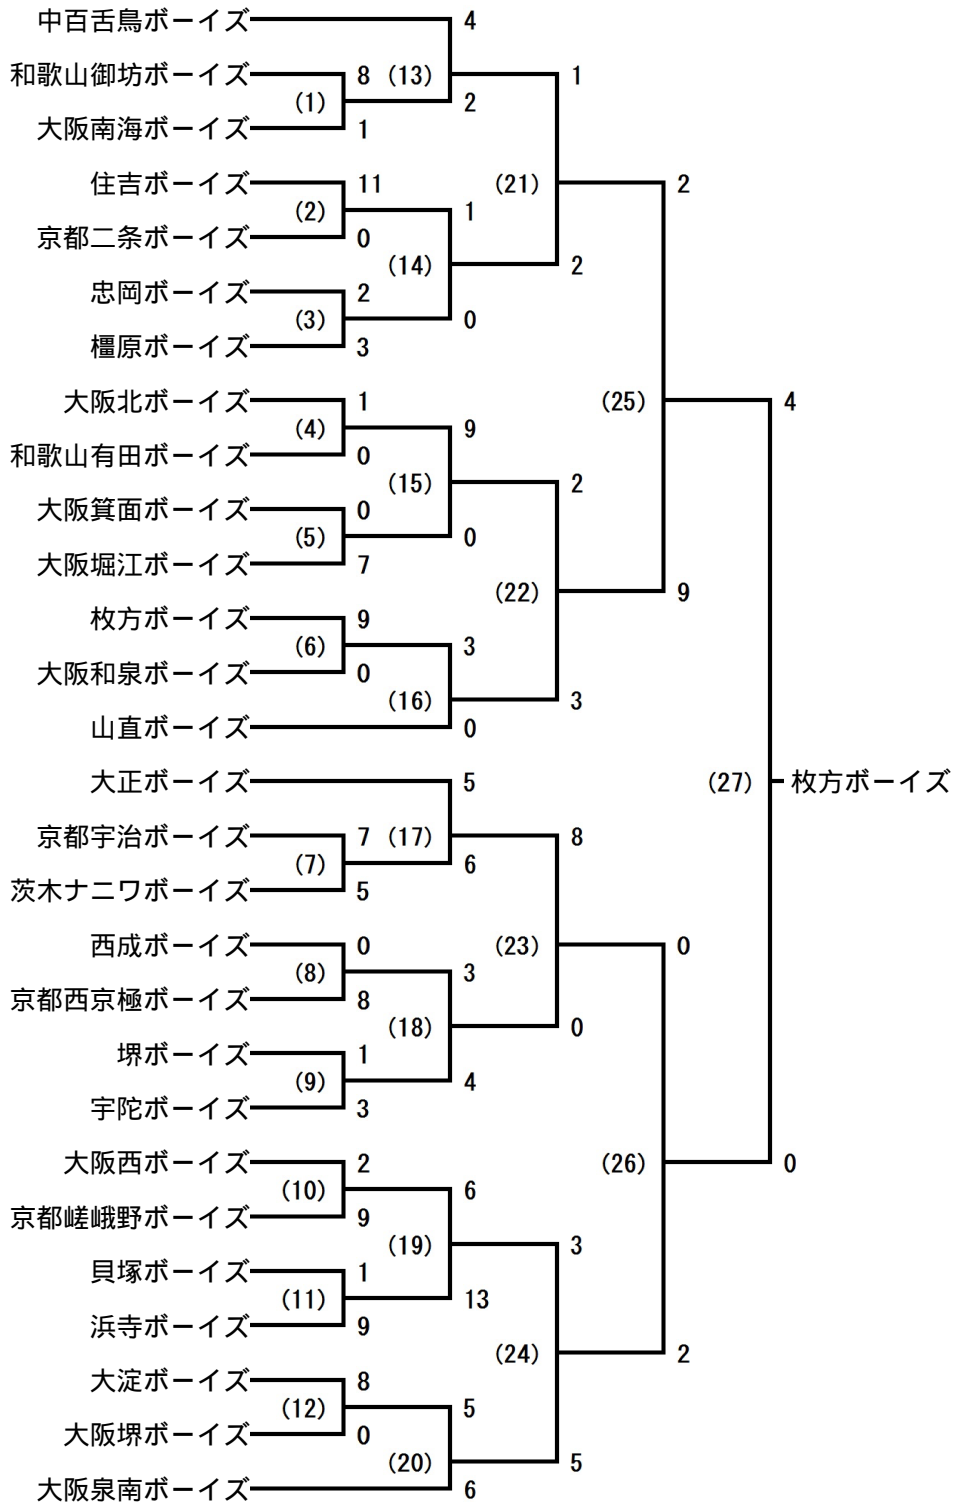 中百舌鳥ボーイズ 4
和歌山御坊ボーイズ 8 (13) 1
(1) 2
大阪南海ボーイズ 1
住吉ボーイズ 11 (21) 2
(2) 1
京都二条ボーイズ 0
(14) 2
忠岡ボーイズ 2
(3) 0
橿原ボーイズ 3
大阪北ボーイズ 1 (25) 4
(4) 9
和歌山有田ボーイズ 0
(15) 2
大阪箕面ボーイズ 0
(5) 0
大阪堀江ボーイズ 7
(22) 9
枚方ボーイズ 9
(6) 3
大阪和泉ボーイズ 0
(16) 3
山直ボーイズ 0
大正ボーイズ 5 (27) 枚方ボーイズ
京都宇治ボーイズ 7 (17) 8
(7) 6
茨木ナニワボーイズ 5
西成ボーイズ 0 (23) 0
(8) 3
京都西京極ボーイズ 8
(18) 0
堺ボーイズ 1
(9) 4
宇陀ボーイズ 3
大阪西ボーイズ 2 (26) 0
(10) 6
京都嵯峨野ボーイズ 9
(19) 3
貝塚ボーイズ 1
(11) 13
浜寺ボーイズ 9
(24) 2
大淀ボーイズ 8
(12) 5
大阪堺ボーイズ 0
(20) 5
大阪泉南ボーイズ 6